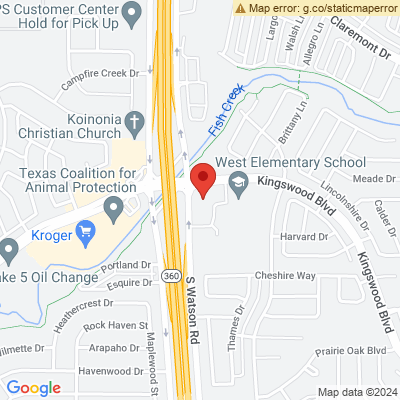 PS Customer Center
Hold for Pick Up
Map error: g.co/staticmaperror
Walsh Ln
Allegro Ln
Claremont Dr
Campfire Creek Dr
Fish Creek
Koinonia
Christian Church
Brittany Ln
West Elementary School
Texas Coalition for
Animal Protection
Kingswood Blvd
Meade Dr
Lincolnshire Dr
Calder Dr
Kroger
Harvard Dr
ke 5 Oil Change
Portland Dr
Esquire Dr
360
Cheshire Way
Kingswood Blvd
Heathercrest Dr
S Watson Rd
Thames Dr
Rock Haven St
Maplewood St
ilmette Dr
Arapaho Dr
Havenwood Dr
Prairie Oak Blvd
Google
Map data ©2024